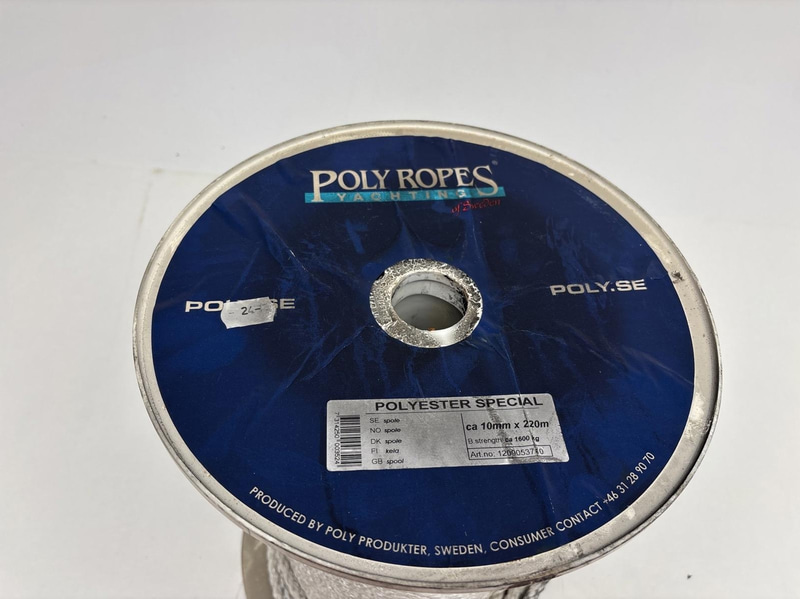 POLY ROPES®
YACHTING
of Sweden
POLY.SE
24-
POLY.SE
POLYESTER SPECIAL
SE spole
NO spole
DK spole
FI kela
GB spool
ca 10mm x 220m
B.strength ca 1600 kg
Art.no: 1200053740
PRODUCED BY POLY PRODUKTER, SWEDEN, CONSUMER CONTACT +46 31 28 90 70